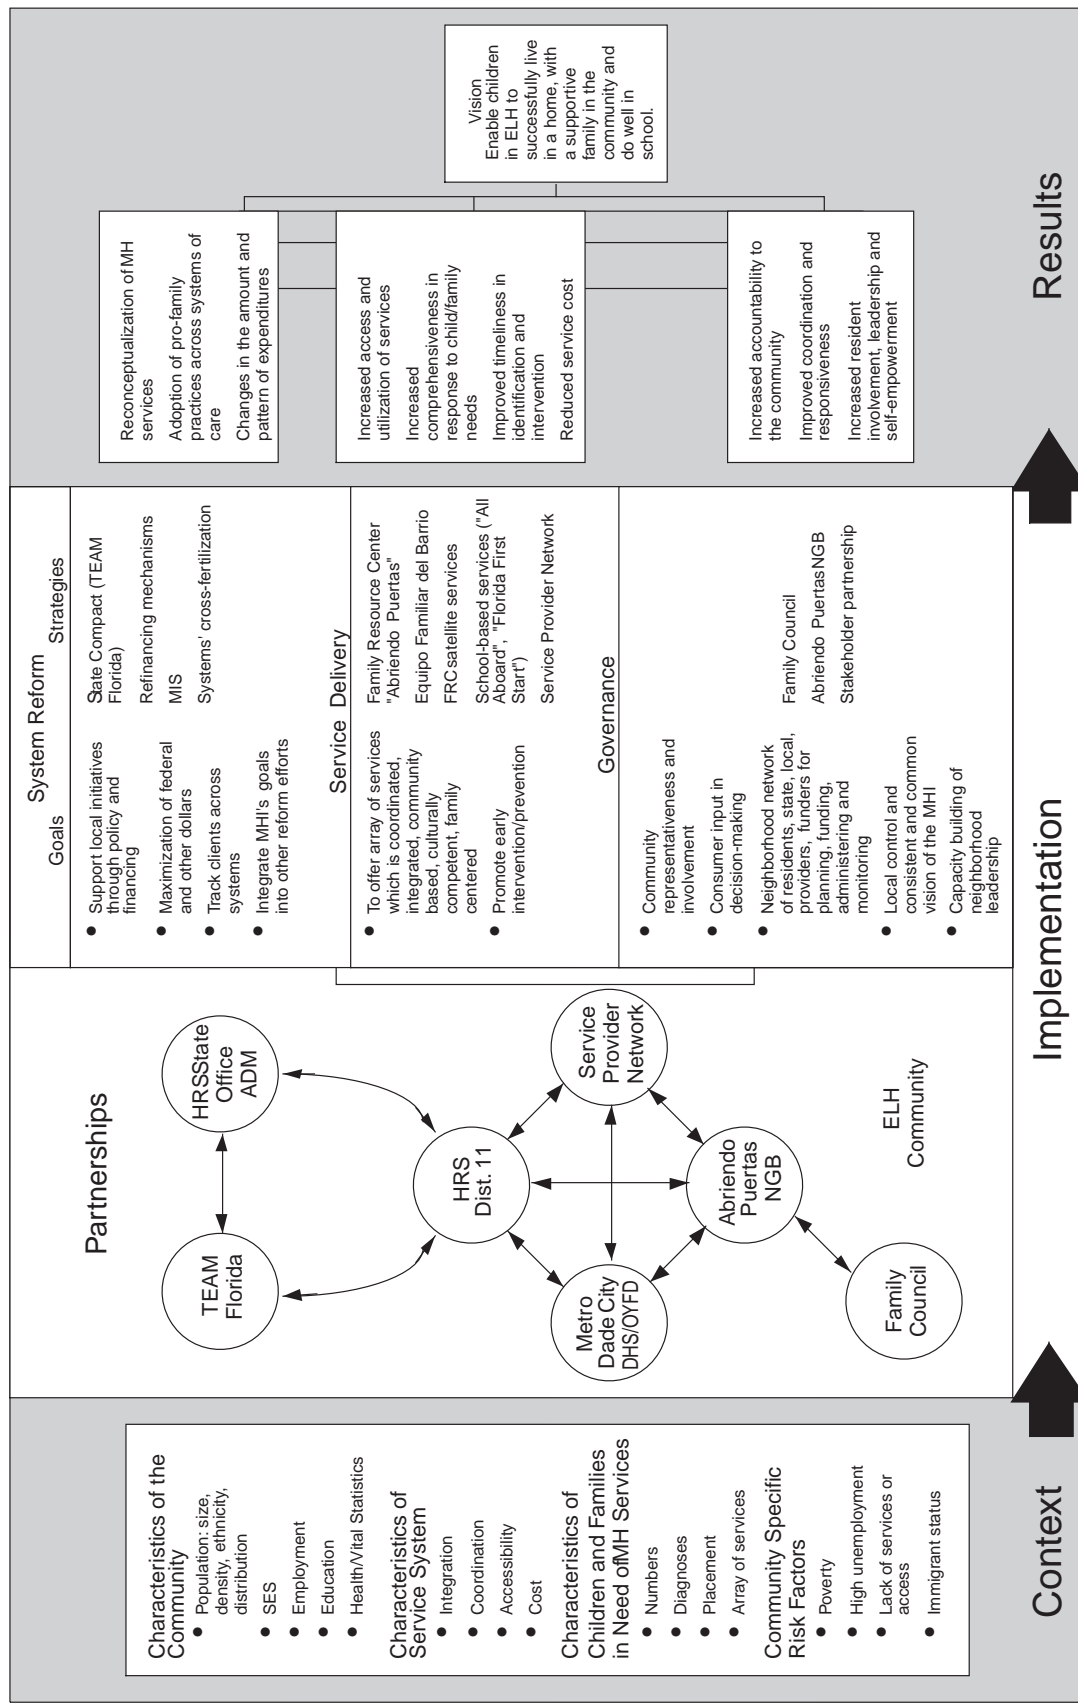 Characteristics of the
Community
● Population: size,
density, ethnicity,
distribution
● SES
● Employment
● Education
● Health/Vital Statistics
Characteristics of
Service System
● Integration
● Coordination
● Accessibility
● Cost
Characteristics of
Children and Families
in Need of MH Services
● Numbers
● Diagnoses
● Placement
● Array of services
Community Specific
Risk Factors
● Poverty
● High unemployment
● Lack of services or
access
● Immigrant status
Context
Partnerships
TEAM
Florida
HRS State
Office
ADM
HRS
Dist. 11
Metro
Dade City
DHS/OYFD
Service
Provider
Network
Abriendo
Puertas
NGB
Family
Council
ELH
Community
Implementation
System Reform
Goals
Strategies
● Support local initiatives
through policy and
financing
● Maximization of federal
and other dollars
● Track clients across
systems
● Integrate MHI's goals
into other reform efforts
State Compact (TEAM
Florida)
Refinancing mechanisms
MIS
Systems' cross-fertilization
Service Delivery
● To offer array of services
which is coordinated,
integrated, community
based, culturally
competent, family
centered
● Promote early
intervention/prevention
Family Resource Center
"Abriendo Puertas"
Equipo Familiar del Barrio
FRC satellite services
School-based services ("All
Aboard", "Florida First
Start")
Service Provider Network
Governance
● Community
representativeness and
involvement
● Consumer input in
decision-making
● Neighborhood network
of residents, state, local,
providers, funders for
planning, funding,
administering and
monitoring
● Local control and
consistent and common
vision of the MHI
● Capacity building of
neighborhood
leadership
Family Council
Abriendo Puertas NGB
Stakeholder partnership
Reconceptualization of MH
services
Adoption of pro-family
practices across systems of
care
Changes in the amount and
pattern of expenditures
Increased access and
utilization of services
Increased
comprehensiveness in
response to child/family
needs
Improved timeliness in
identification and
intervention
Reduced service cost
Increased accountability to
the community
Improved coordination and
responsiveness
Increased resident
involvement, leadership and
self-empowerment
Vision
Enable children
in ELH to
successfully live
in a home, with
a supportive
family in the
community and
do well in
school.
Results